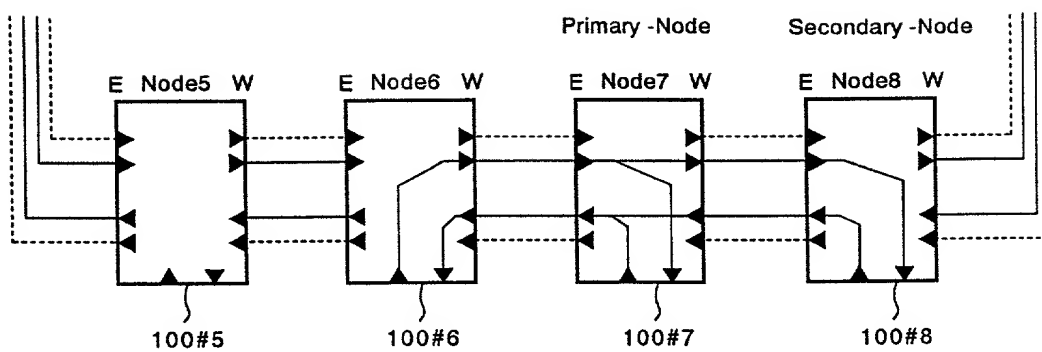 Primary -Node Secondary -Node
E Node5 W E Node6 W E Node7 W E Node8 W
100#5 100#6 100#7 100#8